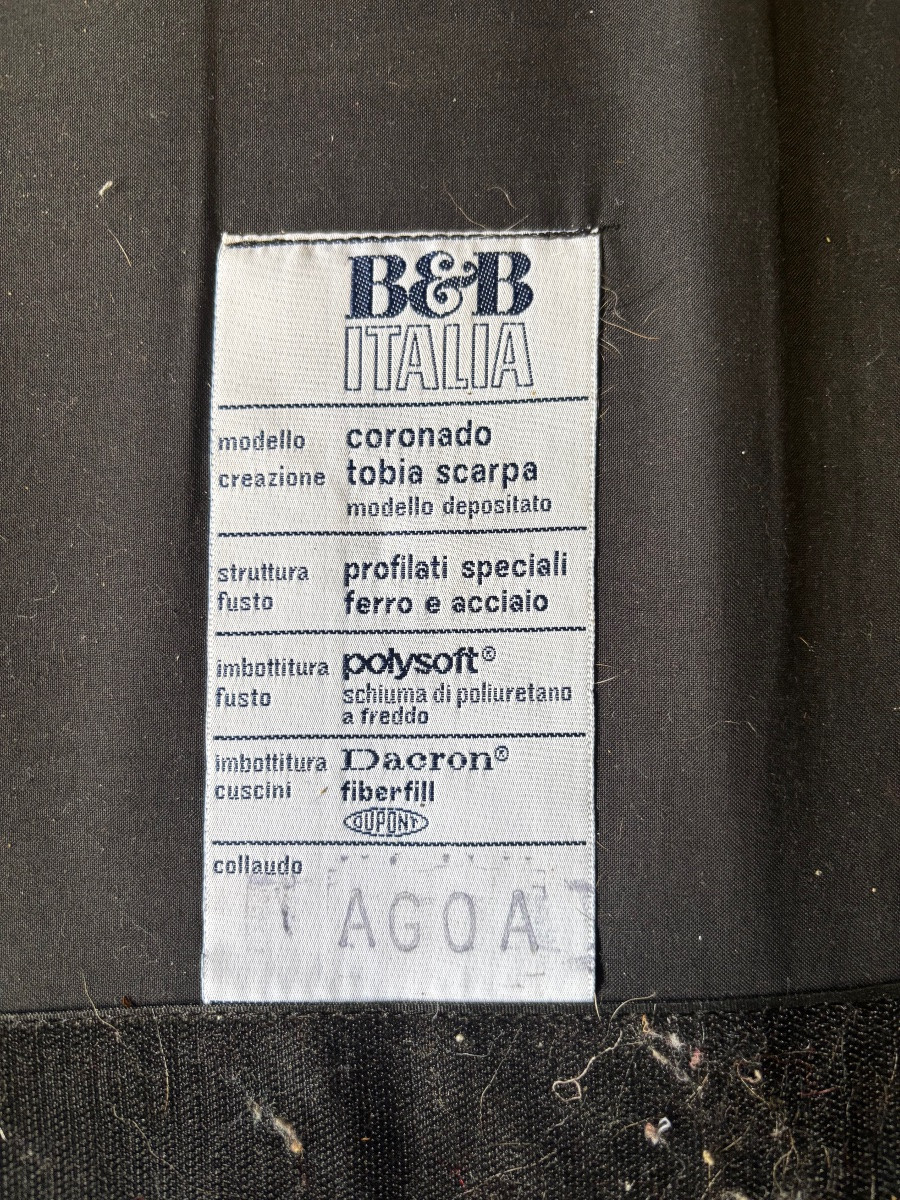 B&B
ITALIA
modello coronado
creazione tobia scarpa
modello depositato
struttura profilati speciali
fusto ferro e acciaio
imbottitura polysoft®
fusto schiuma di poliuretano
a freddo
imbottitura Dacron®
cuscini fiberfill
DUPONT
collaudo
AGOA